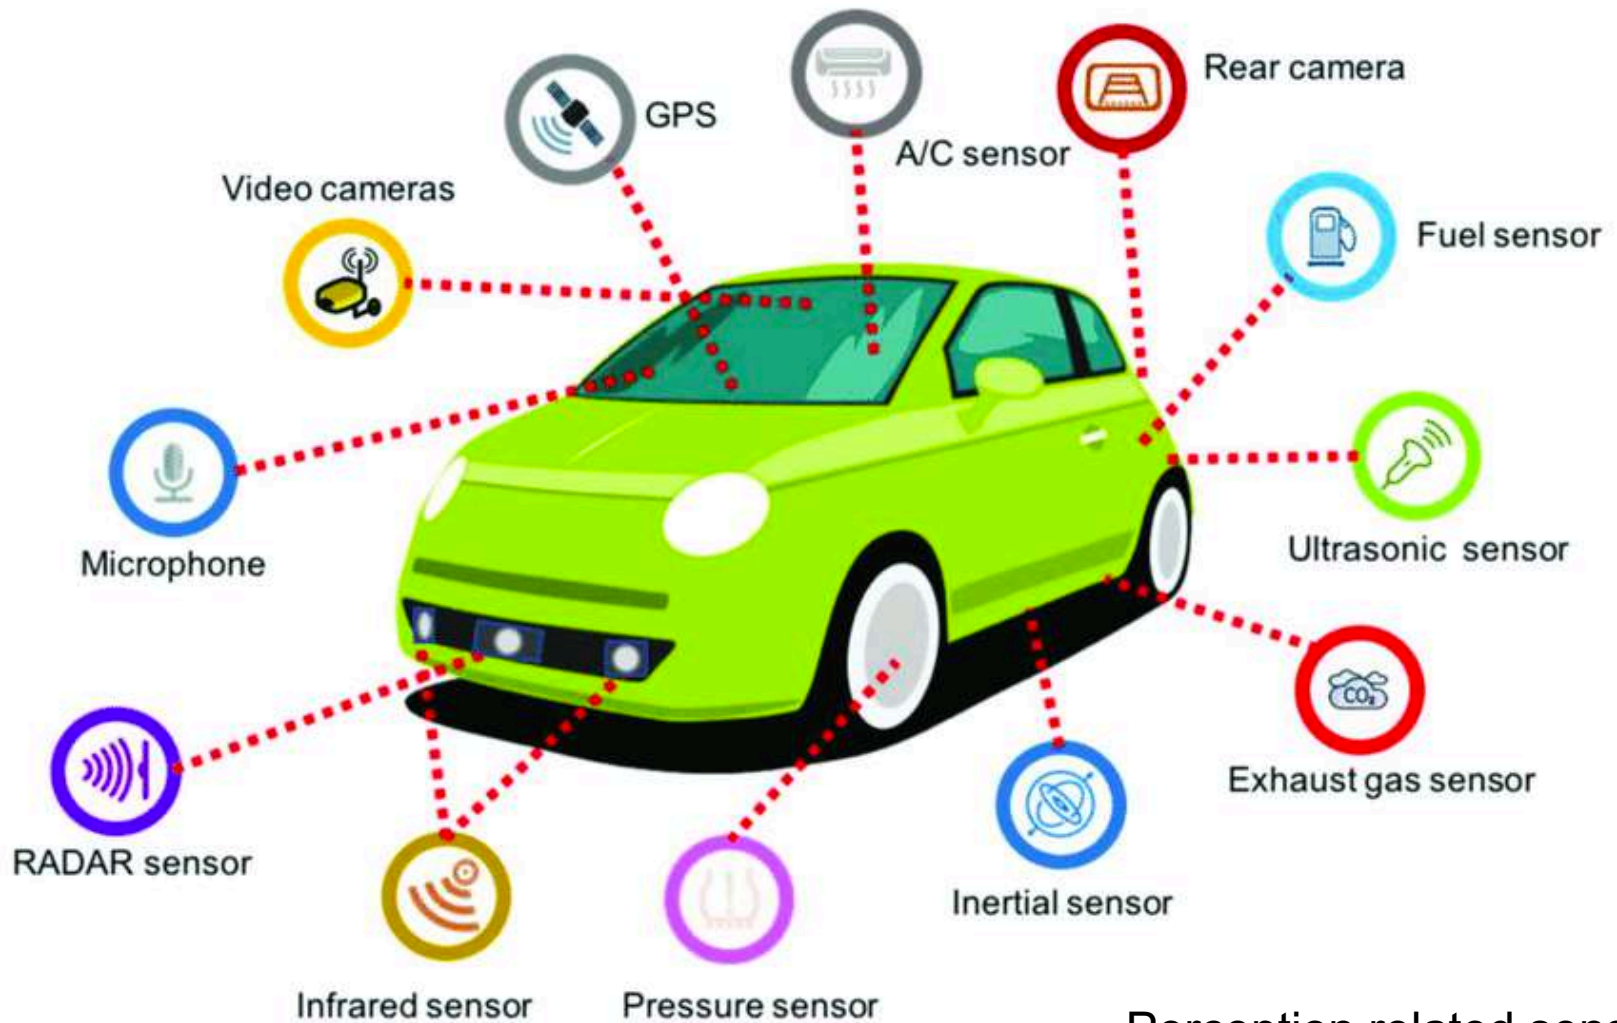 Rear camera
GPS
A/C sensor
Video cameras
Fuel sensor
Microphone
Ultrasonic sensor
CO₂
Exhaust gas sensor
RADAR sensor
Inertial sensor
Infrared sensor
Pressure sensor